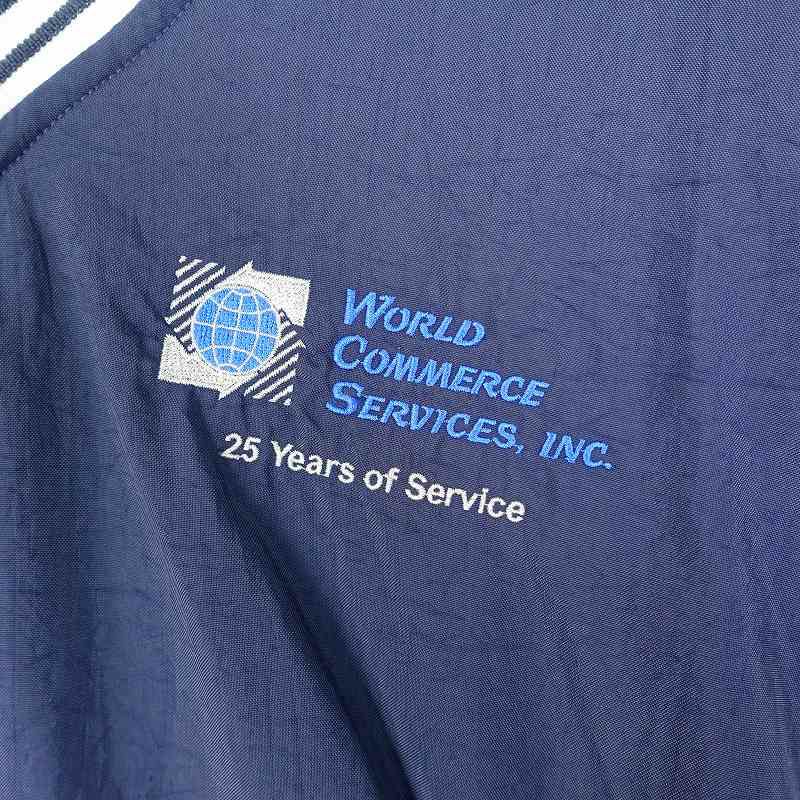 WORLD
COMMERCE
SERVICES, INC.
25 Years of Service